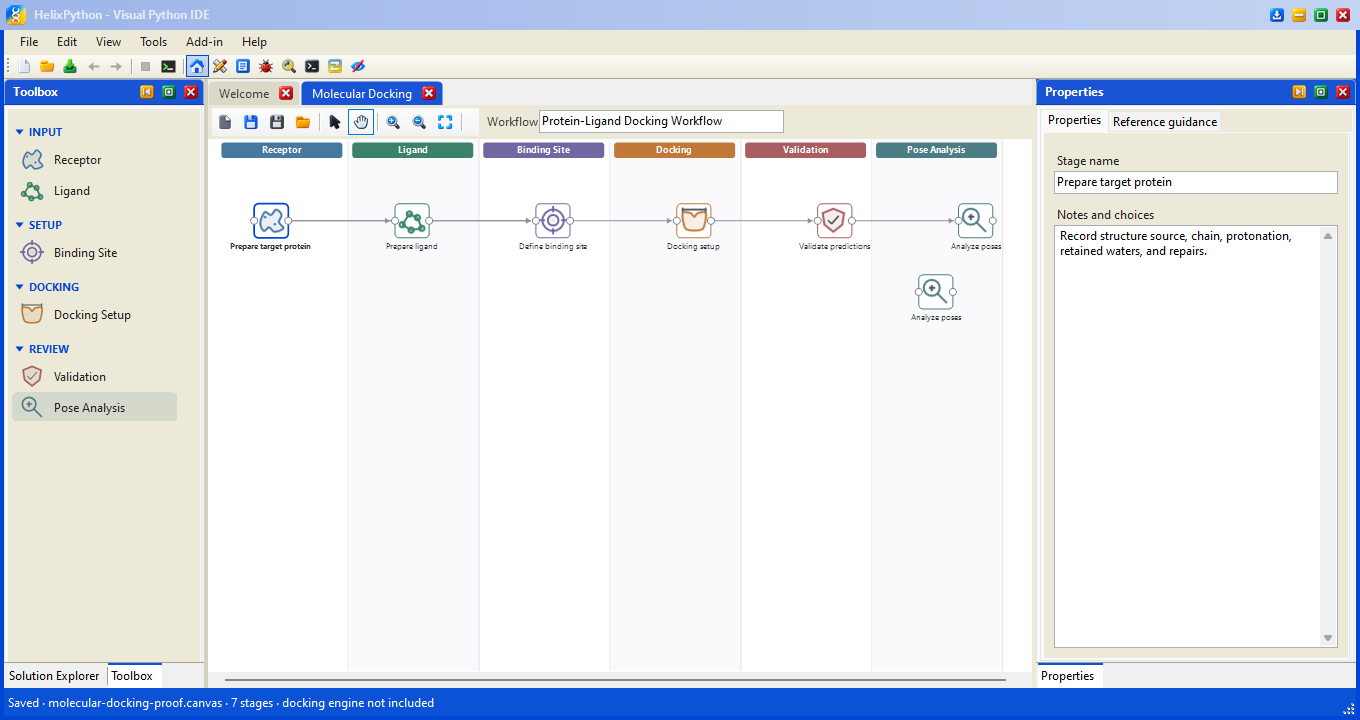 HelixPython - Visual Python IDE
File Edit View Tools Add-in Help
Toolbox
INPUT
Receptor
Ligand
SETUP
Binding Site
DOCKING
Docking Setup
REVIEW
Validation
Pose Analysis
Solution Explorer Toolbox
Welcome Molecular Docking
Workflow Protein-Ligand Docking Workflow
Receptor Ligand Binding Site Docking Validation Pose Analysis
Prepare target protein Prepare ligand Define binding site Docking setup Validate predictions Analyze poses
Analyze poses
Properties
Properties Reference guidance
Stage name
Prepare target protein
Notes and choices
Record structure source, chain, protonation,
retained waters, and repairs.
Properties
Saved · molecular-docking-proof.canvas · 7 stages · docking engine not included